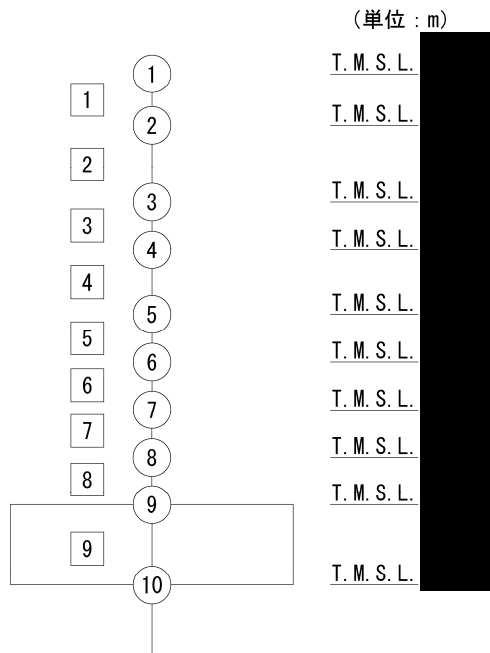 (単位：m)
① T.M.S.L.
1
② T.M.S.L.
2
③ T.M.S.L.
3
④ T.M.S.L.
4
⑤ T.M.S.L.
5
⑥ T.M.S.L.
6
⑦ T.M.S.L.
7
⑧ T.M.S.L.
8
⑨ T.M.S.L.
9
⑩ T.M.S.L.